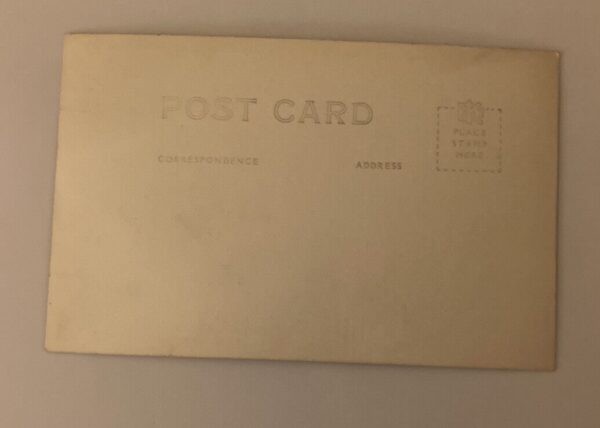 POST CARD
CORRESPONDENCE
ADDRESS
PLACE
STAMP
HERE